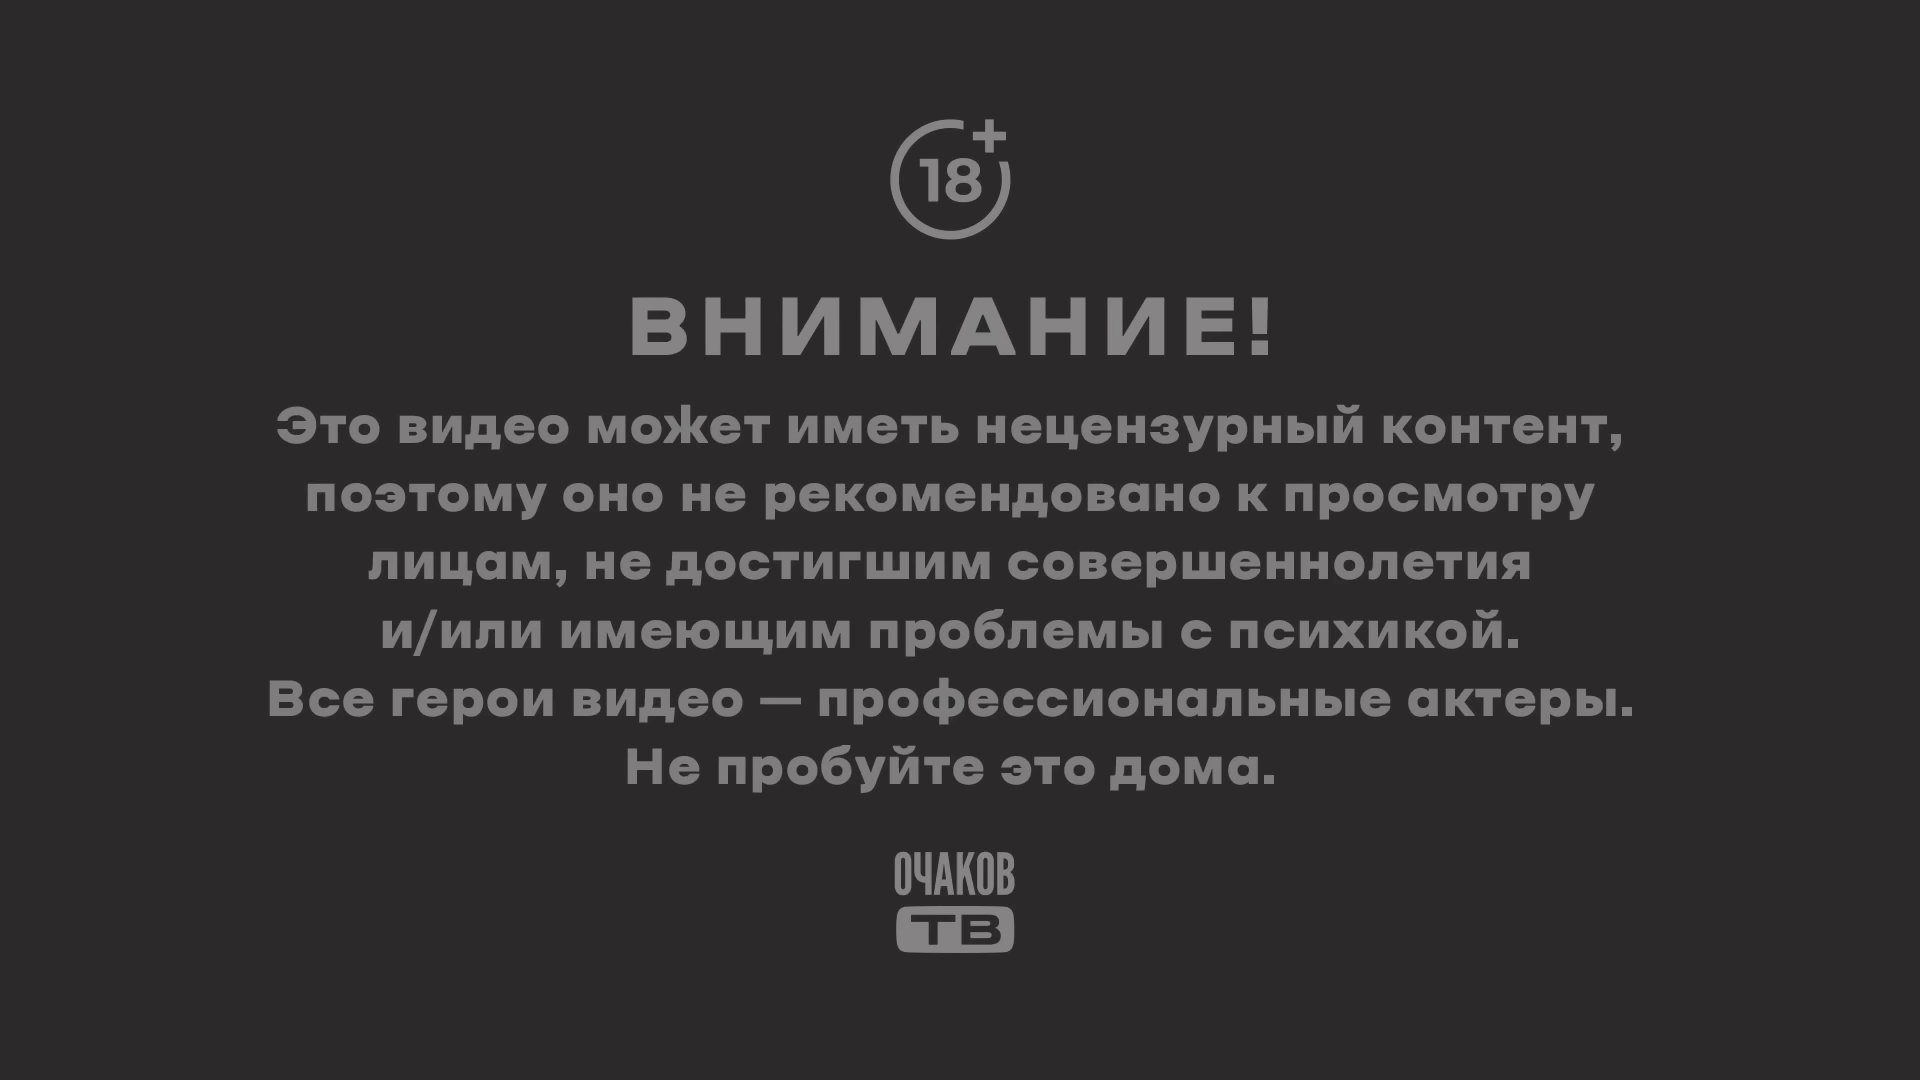 18+
ВНИМАНИЕ!
Это видео может иметь нецензурный контент,
поэтому оно не рекомендовано к просмотру
лицам, не достигшим совершеннолетия
и/или имеющим проблемы с психикой.
Все герои видео — профессиональные актеры.
Не пробуйте это дома.
ОЧАКОВ
ТВ